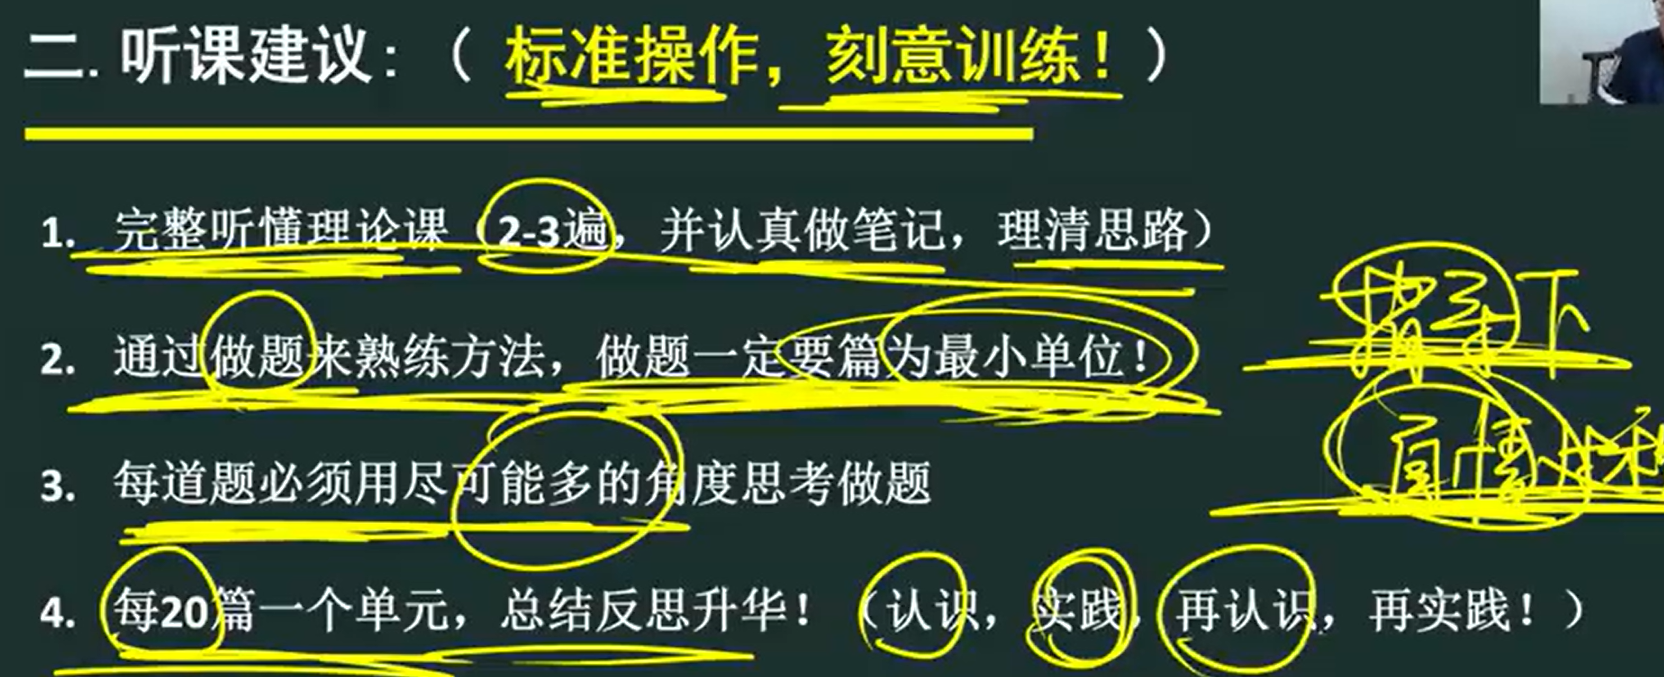 二. 听课建议:（ 标准操作，刻意训练！）
1. 完整听懂理论课（2-3遍，并认真做笔记，理清思路）
指导下
2. 通过做题来熟练方法，做题一定要篇为最小单位！
3. 每道题必须用尽可能多的角度思考做题
4. 每20篇一个单元，总结反思升华！（认识，实践，再认识，再实践！）